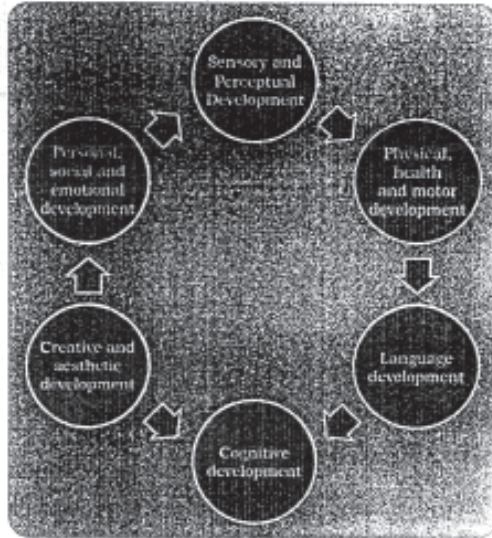 Sensory and
Perceptual
Development
Physical,
health
and motor
development
Language
development
Cognitive
development
Creative and
aesthetic
development
Personal,
social and
emotional
development